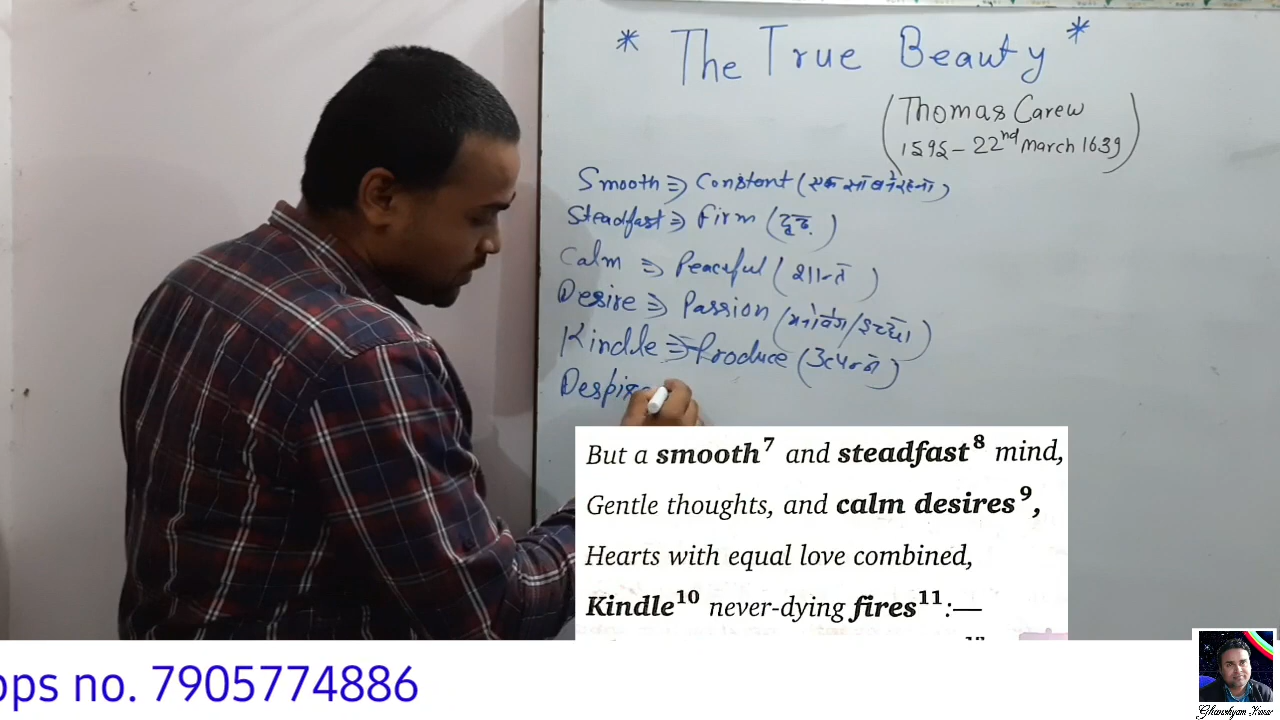 * The True Beauty *
(Thomas Carew
1595 – 22nd March 1639)
Smooth ⇒ Constant (एक सा बने रहना)
Steadfast ⇒ Firm (दृढ़)
Calm ⇒ Peaceful (शान्त)
Desire ⇒ Passion (मनोवेग/इच्छा)
Kindle ⇒ Produce (उत्पन्न)
Despise
But a smooth⁷ and steadfast⁸ mind,
Gentle thoughts, and calm desires⁹,
Hearts with equal love combined,
Kindle¹⁰ never-dying fires¹¹:—
ops no. 7905774886